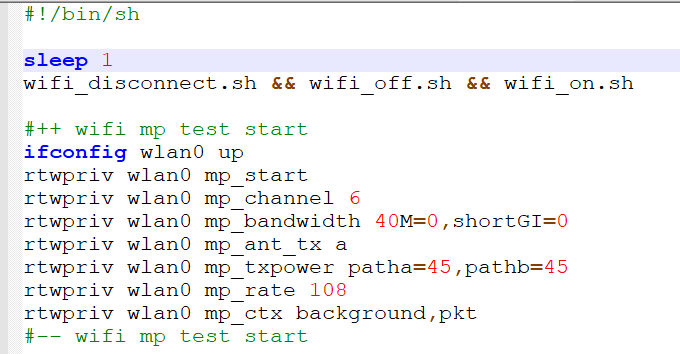 #!/bin/sh
sleep 1
wifi_disconnect.sh && wifi_off.sh && wifi_on.sh
#++ wifi mp test start
ifconfig wlan0 up
rtwpriv wlan0 mp_start
rtwpriv wlan0 mp_channel 6
rtwpriv wlan0 mp_bandwidth 40M=0,shortGI=0
rtwpriv wlan0 mp_ant_tx a
rtwpriv wlan0 mp_txpower patha=45,pathb=45
rtwpriv wlan0 mp_rate 108
rtwpriv wlan0 mp_ctx background,pkt
#-- wifi mp test start